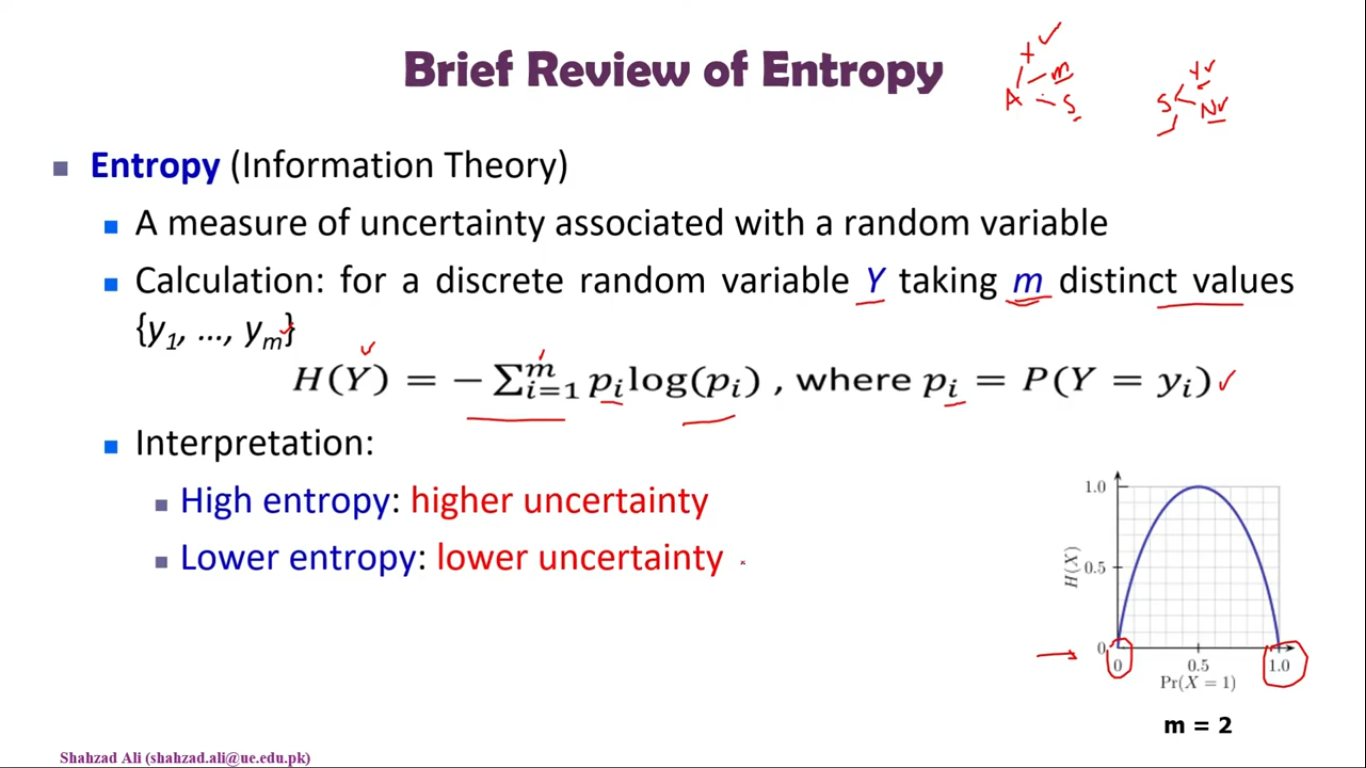 Brief Review of Entropy
Y
A m
S
S Nr
Entropy (Information Theory)
A measure of uncertainty associated with a random variable
Calculation: for a discrete random variable Y taking m distinct values
{y1, ..., ym}
H(Y) = −∑ᵐᵢ₌₁ pᵢlog(pᵢ) , where pᵢ = P(Y = yᵢ)
Interpretation:
High entropy: higher uncertainty
Lower entropy: lower uncertainty
1.0
H(X)
0.5
0
0 0.5 1.0
Pr(X = 1)
m = 2
Shahzad Ali (shahzad.ali@ue.edu.pk)